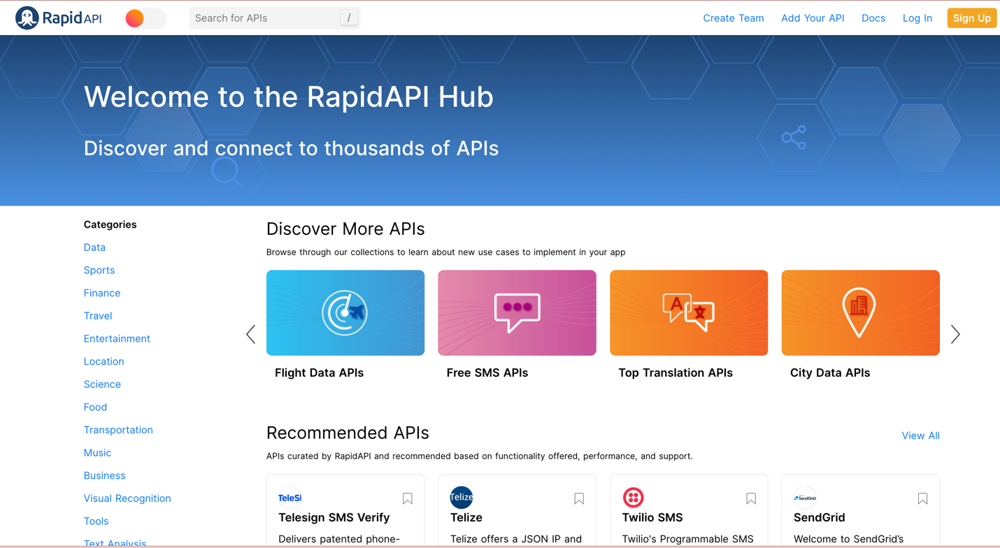 RapidAPI
Search for APIs
/
Create Team
Add Your API
Docs
Log In
Sign Up
Welcome to the RapidAPI Hub
Discover and connect to thousands of APIs
Categories
Data
Sports
Finance
Travel
Entertainment
Location
Science
Food
Transportation
Music
Business
Visual Recognition
Tools
Text Analysis
Discover More APIs
Browse through our collections to learn about new use cases to implement in your app
A 文
Flight Data APIs
Free SMS APIs
Top Translation APIs
City Data APIs
Recommended APIs
View All
APIs curated by RapidAPI and recommended based on functionality offered, performance, and support.
TeleSi
Telesign SMS Verify
Delivers patented phone-
Telize
Telize
Telize offers a JSON IP and
Twilio SMS
Twilio's Programmable SMS
SendGrid
SendGrid
Welcome to SendGrid’s